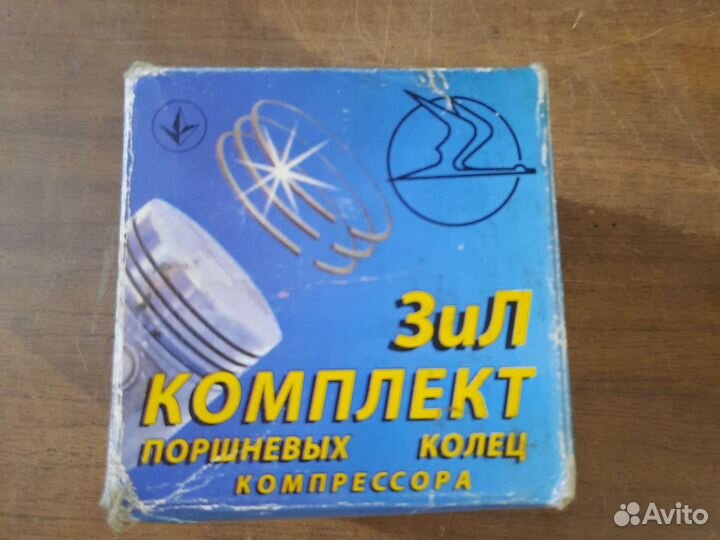 ЗиЛ
КОМПЛЕКТ
ПОРШНЕВЫХ КОЛЕЦ
КОМПРЕССОРА
Avito